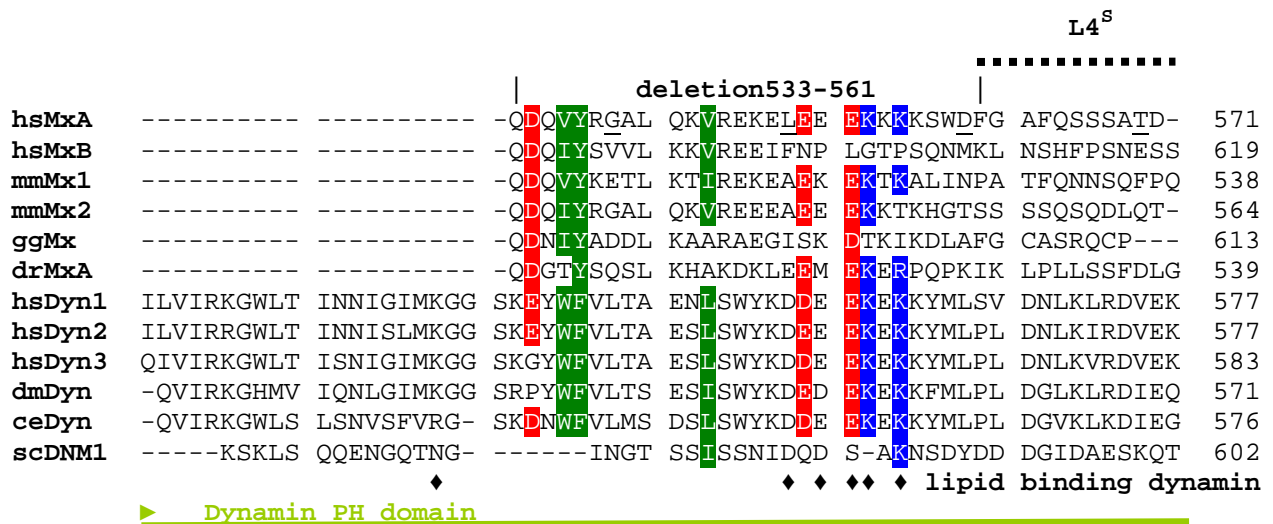 L4S
deletion533-561
hsMxA ---------- ---------- -QDQVYRGAL QKVREKELEE EKKKKSWDFG AFQSSSATD- 571
hsMxB ---------- ---------- -QDQIYSVVL KKVREEIFNP LGTPSQNMKL NSHFPSNESS 619
mmMx1 ---------- ---------- -QDQVYKETL KTIREKEAEK EKTKALINPA TFQNNSQFPQ 538
mmMx2 ---------- ---------- -QDQIYRGAL QKVREEEAEE EKKTKHGTSS SSQSQDLQT- 564
ggMx ---------- ---------- -QDNIYADDL KAARAEGISK DTKIKDLAFG CASRQCP--- 613
drMxA ---------- ---------- -QDGTYSQSL KHAKDKLEEM EKERPQPKIK LPLLSSFDLG 539
hsDyn1 ILVIRKGWLT INNIGIMKGG SKEYWFVLTA ENLSWYKDDE EKEKKYMLSV DNLKLRDVEK 577
hsDyn2 ILVIRRGWLT INNISLMKGG SKEYWFVLTA ESLSWYKDEE EKEKKYMLPL DNLKIRDVEK 577
hsDyn3 QIVIRKGWLT ISNIGIMKGG SKGYWFVLTA ESLSWYKDDE EKEKKYMLPL DNLKVRDVEK 583
dmDyn -QVIRKGHMV IQNLGIMKGG SRPYWFVLTS ESISWYKDED EKEKKFMLPL DGLKLRDIEQ 571
ceDyn -QVIRKGWLS LSNVSFVRG- SKDNWFVLMS DSLSWYKDDE EKEKKYMLPL DGVKLKDIEG 576
scDNM1 -----KSKLS QQENGQTNG- ------INGT SSISSNIDQD S-AKNSDYDD DGIDAESKQT 602
♦ ♦ ♦ ♦♦ ♦ lipid binding dynamin
► Dynamin PH domain